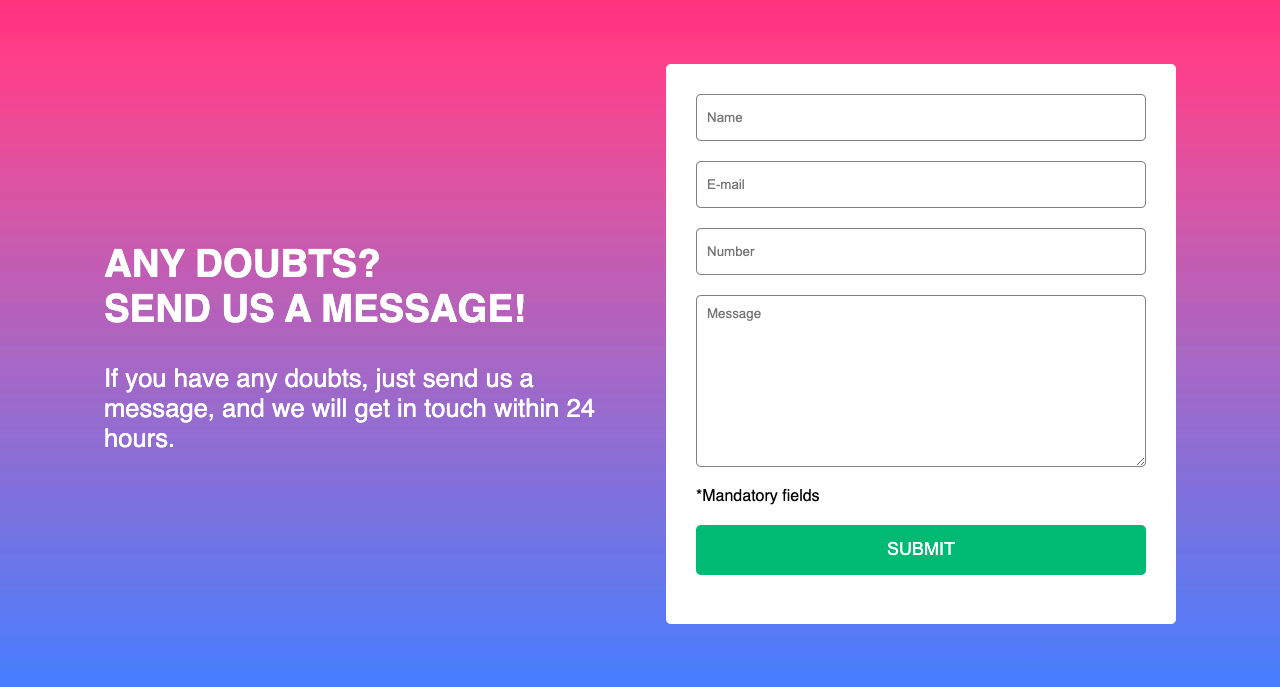 ANY DOUBTS?
SEND US A MESSAGE!
If you have any doubts, just send us a
message, and we will get in touch within 24
hours.
Name
E-mail
Number
Message
*Mandatory fields
SUBMIT